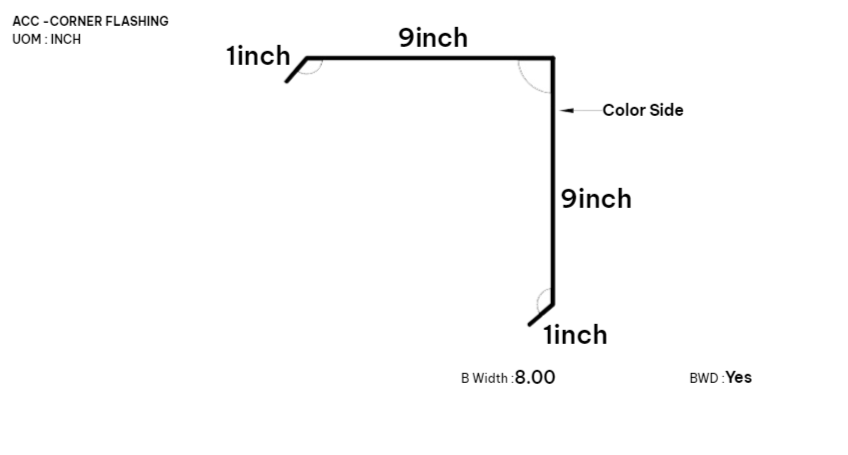 ACC -CORNER FLASHING
UOM : INCH
9inch
1inch
Color Side
9inch
1inch
B Width :8.00
BWD :Yes